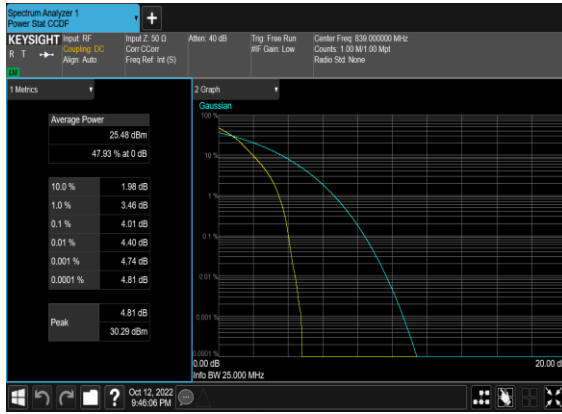 Spectrum Analyzer 1
Power Stat CCDF
+
KEYSIGHT
R T
LXI
Input: RF
Coupling: DC
Align: Auto
Input Z: 50 Ω
Corr CCorr
Freq Ref: Int (S)
Atten: 40 dB
Trig: Free Run
#IF Gain: Low
Center Freq: 839.000000 MHz
Counts: 1.00 M/1.00 Mpt
Radio Std: None
1 Metrics
Average Power
25.48 dBm
47.93 % at 0 dB
10.0 % 1.98 dB
1.0 % 3.46 dB
0.1 % 4.01 dB
0.01 % 4.40 dB
0.001 % 4.74 dB
0.0001 % 4.81 dB
Peak
4.81 dB
30.29 dBm
2 Graph
Gaussian
100 %
10 %
1 %
0.1 %
0.01 %
0.001 %
0.0001 %
0.00 dB
20.00 dB
Info BW 25.000 MHz
?
Oct 12, 2022
9:46:06 PM